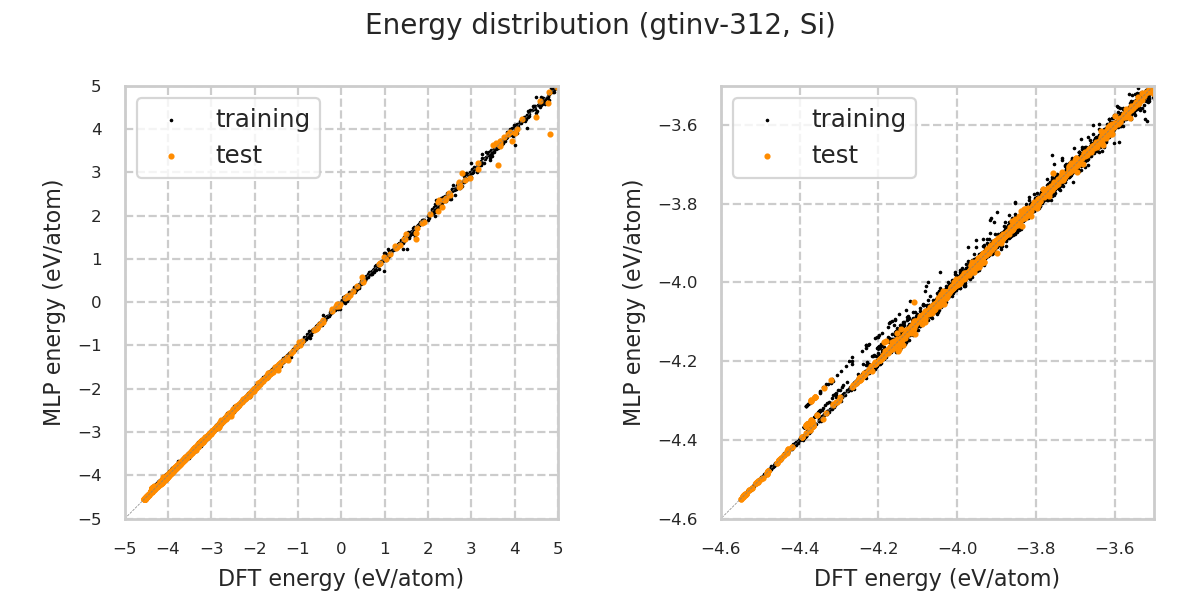 Energy distribution (gtinv-312, Si)
MLP energy (eV/atom)
5
4
3
2
1
0
−1
−2
−3
−4
−5
training
test
−5 −4 −3 −2 −1 0 1 2 3 4 5
DFT energy (eV/atom)
MLP energy (eV/atom)
−3.6
−3.8
−4.0
−4.2
−4.4
−4.6
training
test
−4.6 −4.4 −4.2 −4.0 −3.8 −3.6
DFT energy (eV/atom)